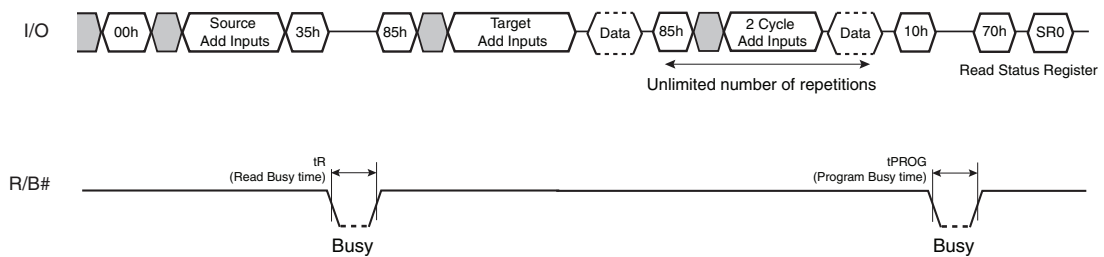 I/O
00h
Source
Add Inputs
35h
85h
Target
Add Inputs
Data
85h
2 Cycle
Add Inputs
Data
10h
70h
SR0
Unlimited number of repetitions
Read Status Register
R/B#
tR
(Read Busy time)
Busy
tPROG
(Program Busy time)
Busy